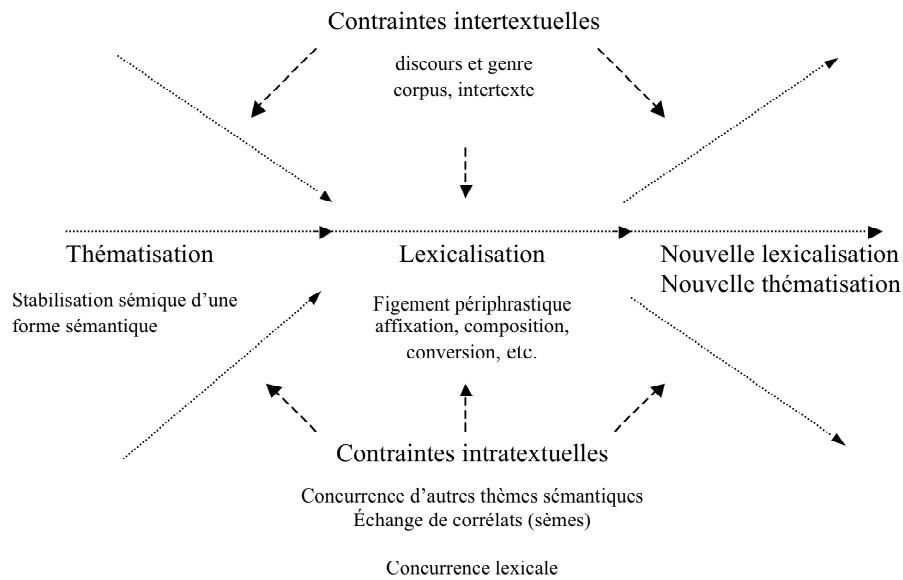 Contraintes intertextuelles
discours et genre
corpus, intertexte
Thématisation
Stabilisation sémique d'une
forme sémantique
Lexicalisation
Figement périphrastique
affixation, composition,
conversion, etc.
Nouvelle lexicalisation
Nouvelle thématisation
Contraintes intratextuelles
Concurrence d'autres thèmes sémantiques
Échange de corrélats (sèmes)
Concurrence lexicale